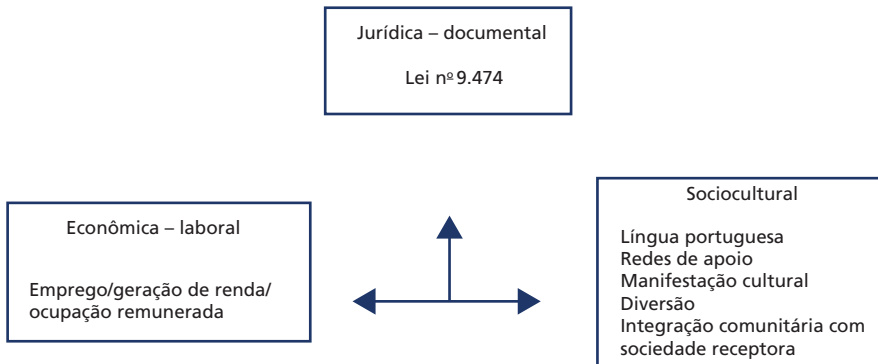 Jurídica – documental
Lei nº 9.474
Econômica – laboral
Emprego/geração de renda/
ocupação remunerada
Sociocultural
Língua portuguesa
Redes de apoio
Manifestação cultural
Diversão
Integração comunitária com
sociedade receptora